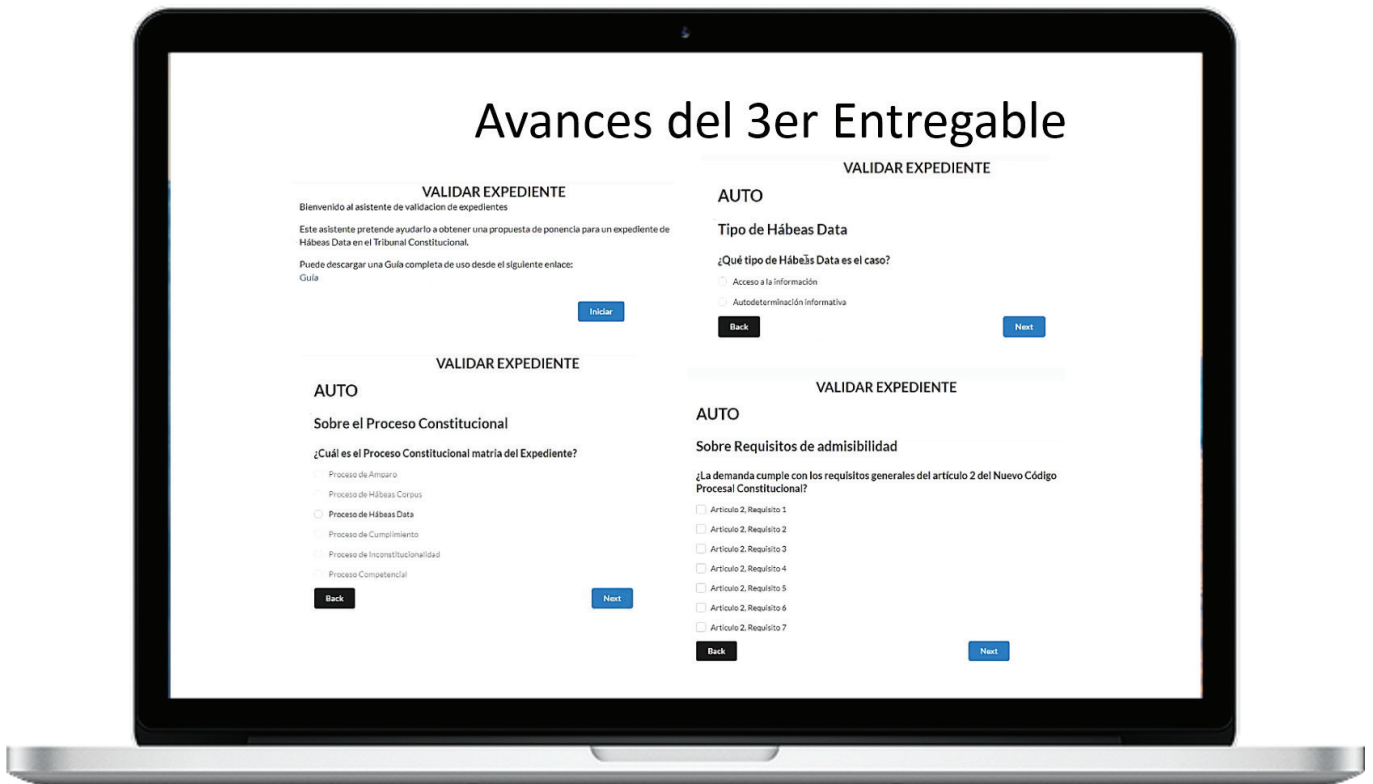 Avances del 3er Entregable
VALIDAR EXPEDIENTE
Bienvenido al asistente de validacion de expedientes
Este asistente pretende ayudarlo a obtener una propuesta de ponencia para un expediente de
Hábeas Data en el Tribunal Constitucional.
Puede descargar una Guía completa de uso desde el siguiente enlace:
Guía
Iniciar
VALIDAR EXPEDIENTE
AUTO
Tipo de Hábeas Data
¿Qué tipo de Hábeas Data es el caso?
Acceso a la información
Autodeterminación informativa
Back
Next
VALIDAR EXPEDIENTE
AUTO
Sobre el Proceso Constitucional
¿Cuál es el Proceso Constitucional matria del Expediente?
Proceso de Amparo
Proceso de Hábeas Corpus
Proceso de Hábeas Data
Proceso de Cumplimiento
Proceso de Inconstitucionalidad
Proceso Competencial
Back
Next
VALIDAR EXPEDIENTE
AUTO
Sobre Requisitos de admisibilidad
¿La demanda cumple con los requisitos generales del artículo 2 del Nuevo Código
Procesal Constitucional?
Articulo 2, Requisito 1
Articulo 2, Requisito 2
Articulo 2, Requisito 3
Articulo 2, Requisito 4
Articulo 2, Requisito 5
Articulo 2, Requisito 6
Articulo 2, Requisito 7
Back
Next